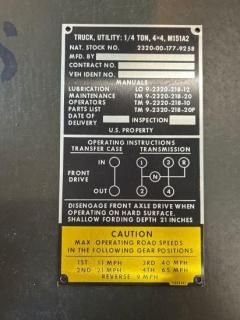 TRUCK, UTILITY: 1/4 TON, 4×4, M151A2
NAT. STOCK NO. 2320-00-177-9258
MFD. BY
CONTRACT NO.
VEH IDENT NO.
MANUALS
LUBRICATION LO 9-2320-218-12
MAINTENANCE TM 9-2320-218-20
OPERATORS TM 9-2320-218-10
PARTS LIST TM 9-2320-218-20P
DATE OF DELIVERY INSPECTION
U.S. PROPERTY
OPERATING INSTRUCTIONS
TRANSFER CASE TRANSMISSION
IN 1 3 R
FRONT DRIVE N
OUT 2 4
DISENGAGE FRONT AXLE DRIVE WHEN
OPERATING ON HARD SURFACE.
SHALLOW FORDING DEPTH 21 INCHES
CAUTION
MAX. OPERATING ROAD SPEEDS
IN THE FOLLOWING GEAR POSITIONS
1ST 11 MPH 3RD 40 MPH
2ND 21 MPH 4TH 65 MPH
REVERSE 9 MPH